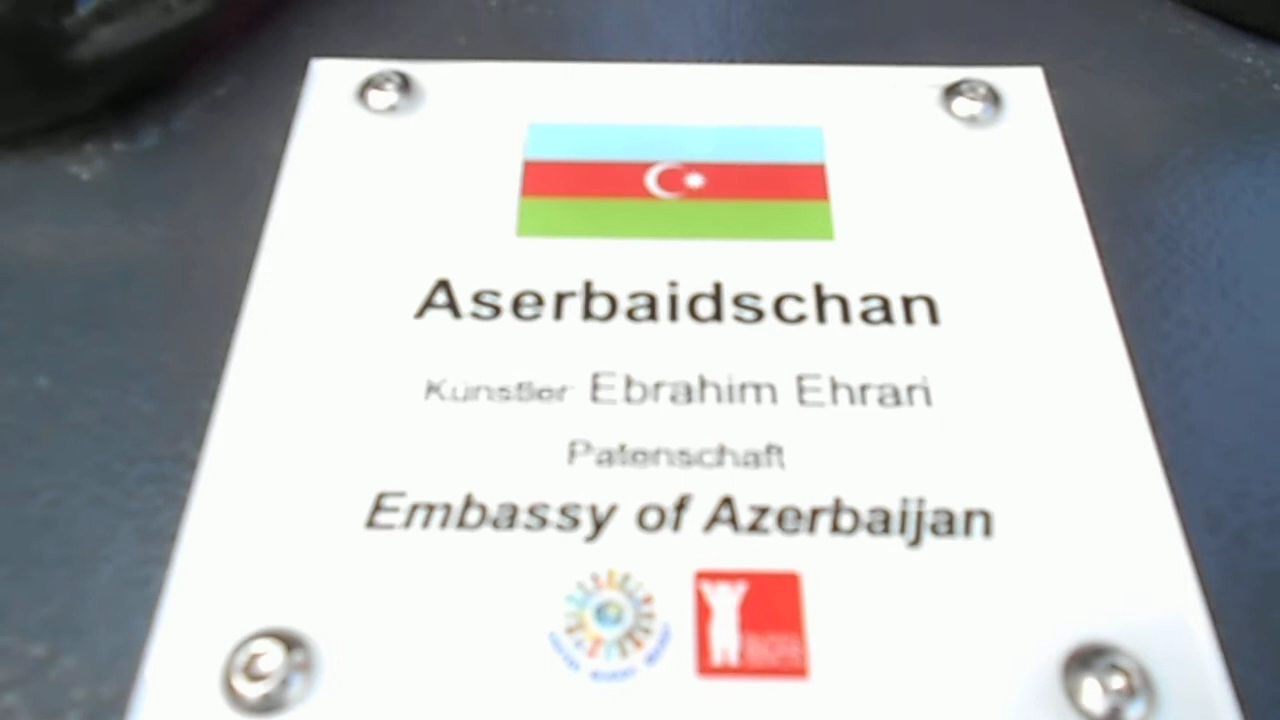 Aserbaidschan
Künstler Ebrahim Ehrari
Patenschaft
Embassy of Azerbaijan